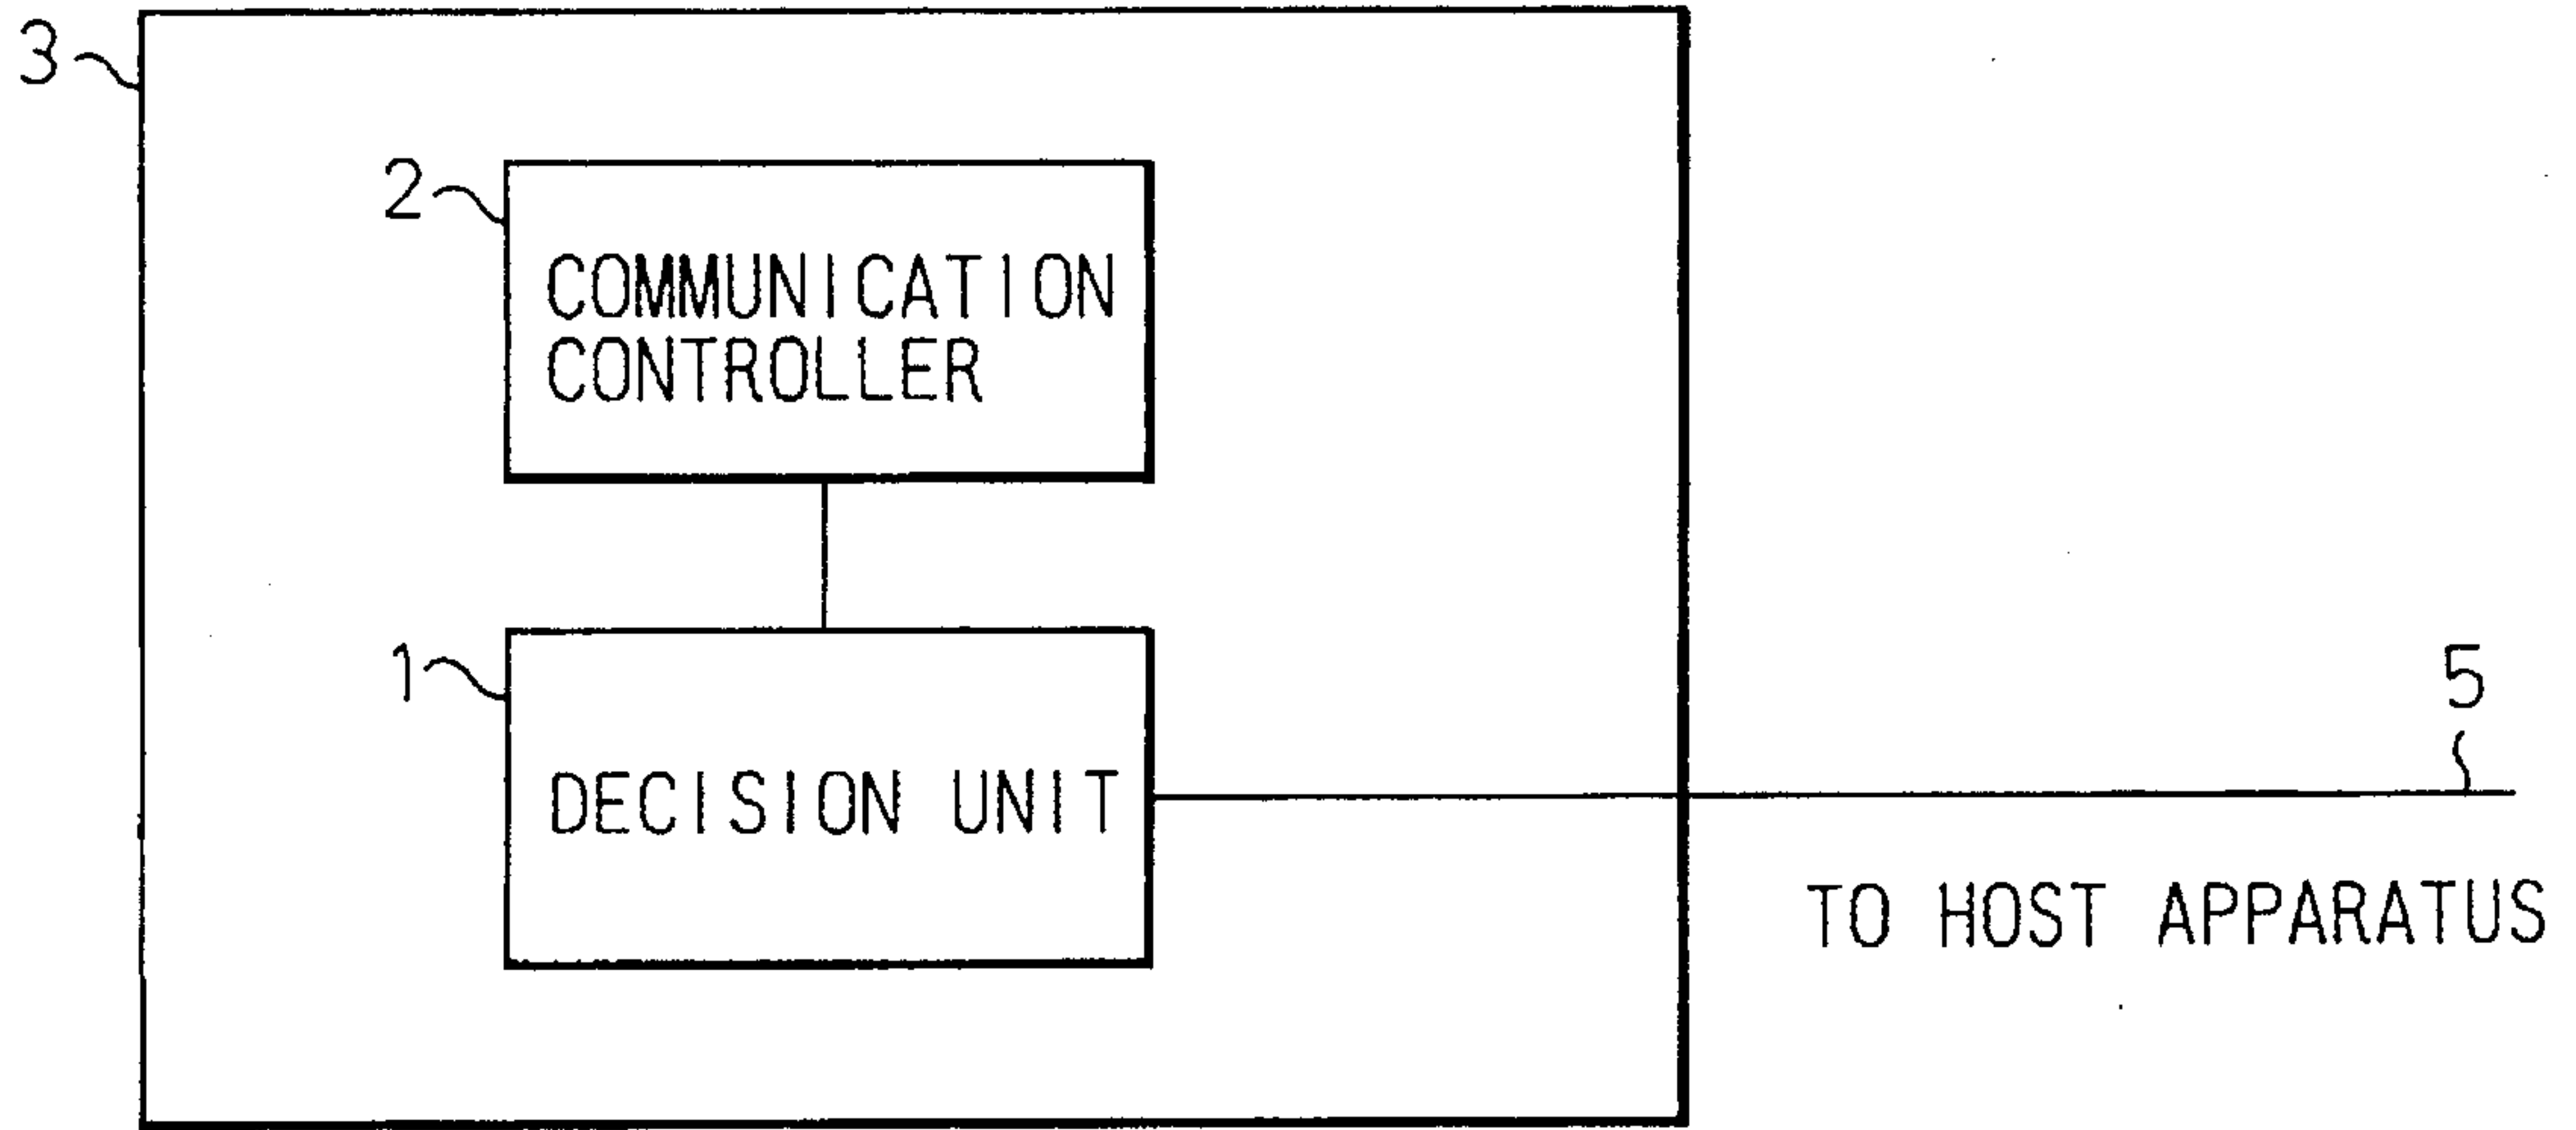 3
2
COMMUNICATION
CONTROLLER
1
DECISION UNIT
5
TO HOST APPARATUS